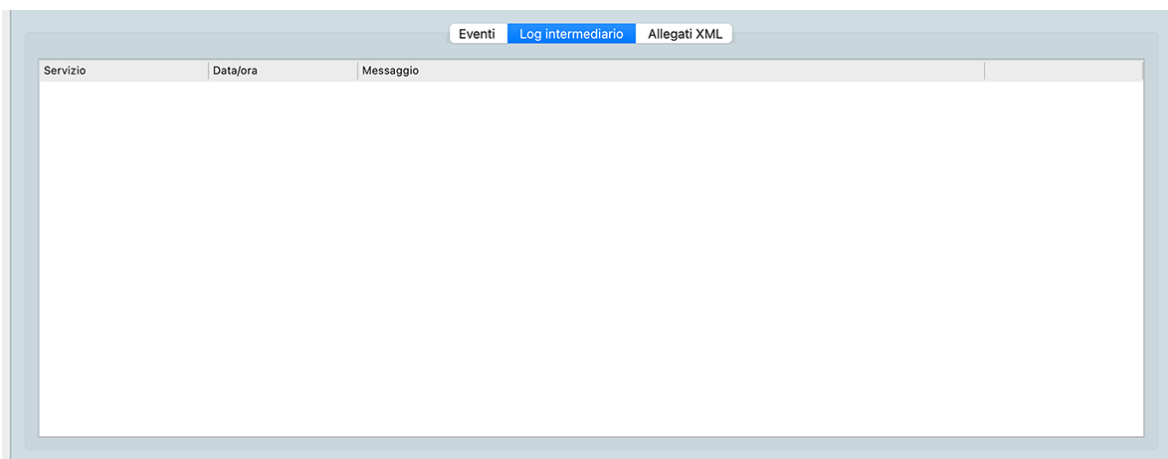 Eventi Log intermediario Allegati XML
Servizio Data/ora Messaggio